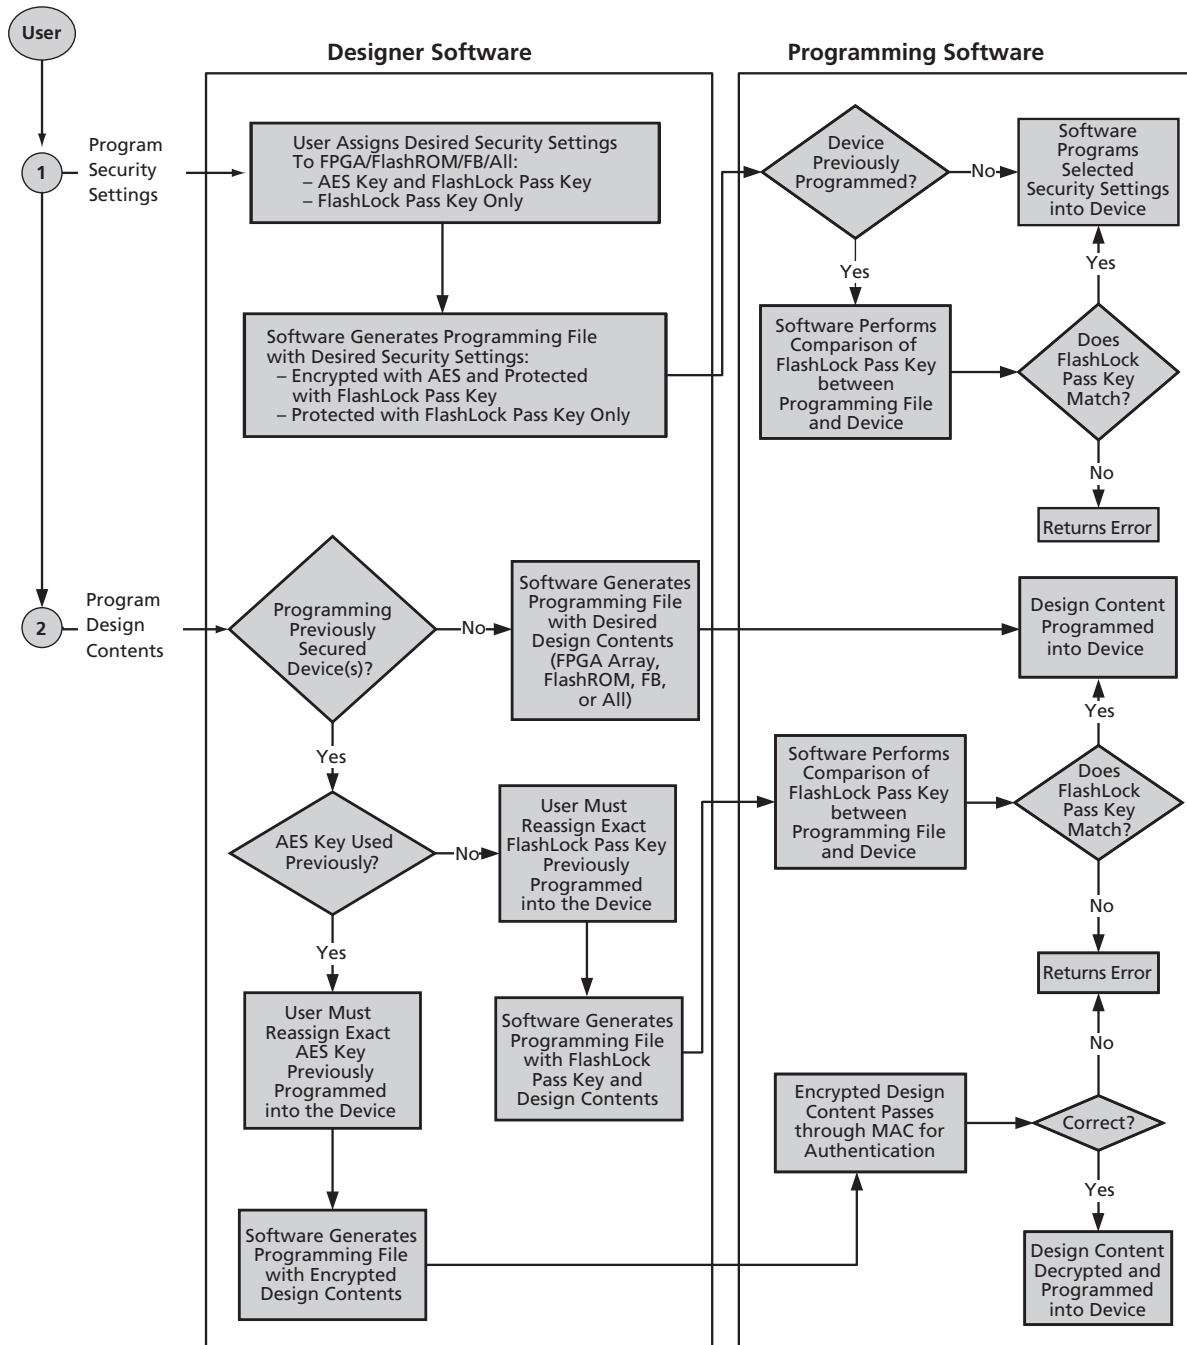 User
Designer Software
Programming Software
1
Program
Security
Settings
User Assigns Desired Security Settings
To FPGA/FlashROM/FB/All:
– AES Key and FlashLock Pass Key
– FlashLock Pass Key Only
Software Generates Programming File
with Desired Security Settings:
– Encrypted with AES and Protected
with FlashLock Pass Key
– Protected with FlashLock Pass Key Only
Device
Previously
Programmed?
No
Software
Programs
Selected
Security Settings
into Device
Yes
Yes
Software Performs
Comparison of
FlashLock Pass Key
between
Programming File
and Device
Does
FlashLock
Pass Key
Match?
No
Returns Error
2
Program
Design
Contents
Programming
Previously
Secured
Device(s)?
No
Software Generates
Programming File
with Desired
Design Contents
(FPGA Array,
FlashROM, FB,
or All)
Design Content
Programmed
into Device
Yes
Yes
AES Key Used
Previously?
No
User Must
Reassign Exact
FlashLock Pass Key
Previously
Programmed
into the Device
Software Performs
Comparison of
FlashLock Pass Key
between
Programming File
and Device
Does
FlashLock
Pass Key
Match?
No
Returns Error
Yes
User Must
Reassign Exact
AES Key
Previously
Programmed
into the Device
Software Generates
Programming File
with FlashLock
Pass Key and
Design Contents
No
Encrypted Design
Content Passes
through MAC for
Authentication
Correct?
Yes
Software Generates
Programming File
with Encrypted
Design Contents
Design Content
Decrypted and
Programmed
into Device